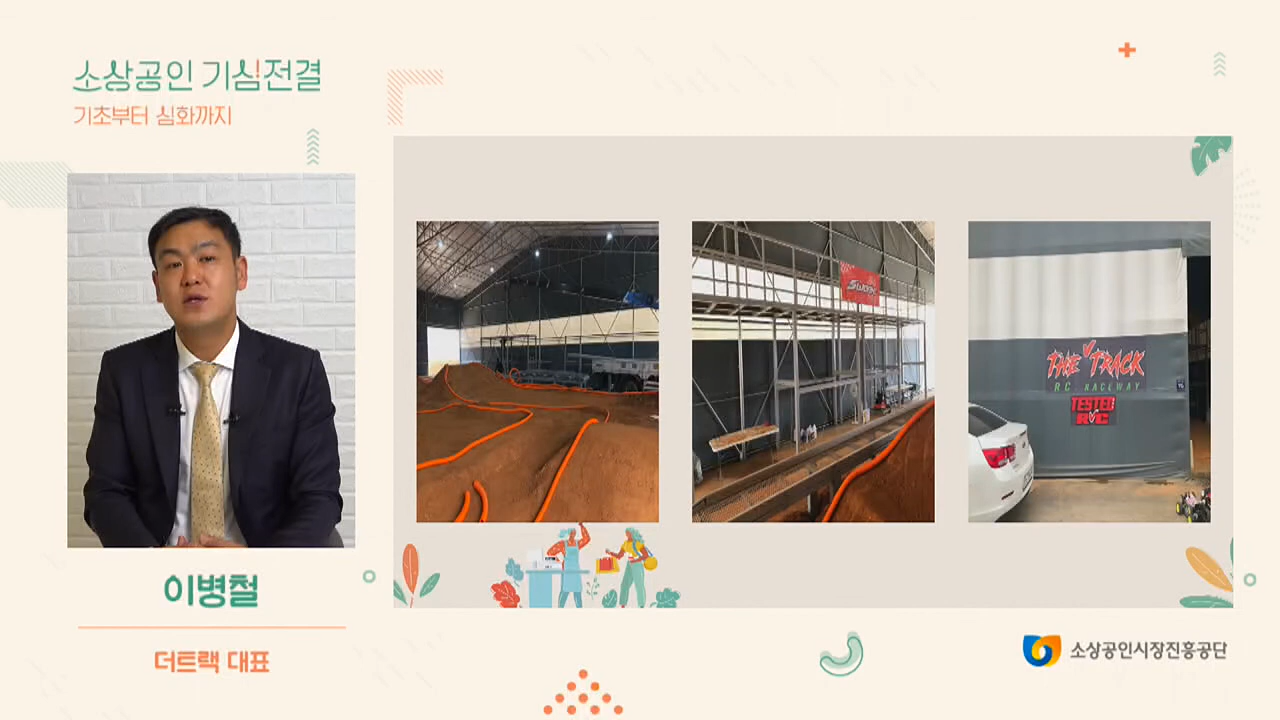 소상공인 기심전결
기초부터 심화까지
SWORKz
THE TRACK
RC RACEWAY
TESTED
RVC
이병철
더트랙 대표
소상공인시장진흥공단